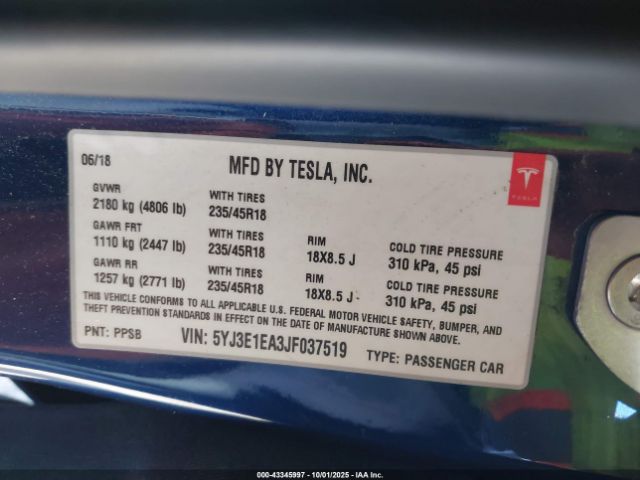 06/18
MFD BY TESLA, INC.
TESLA
GVWR
2180 kg (4806 lb)
WITH TIRES
235/45R18
GAWR FRT
1110 kg (2447 lb)
WITH TIRES
235/45R18
RIM
18X8.5 J
COLD TIRE PRESSURE
310 kPa, 45 psi
GAWR RR
1257 kg (2771 lb)
WITH TIRES
235/45R18
RIM
18X8.5 J
COLD TIRE PRESSURE
310 kPa, 45 psi
THIS VEHICLE CONFORMS TO ALL APPLICABLE U.S. FEDERAL MOTOR VEHICLE SAFETY, BUMPER, AND
THEFT PREVENTION STANDARDS IN EFFECT ON THE DATE OF MANUFACTURE SHOWN ABOVE.
PNT: PPSB
VIN: 5YJ3E1EA3JF037519
TYPE: PASSENGER CAR
000-43345997 - 10/01/2025 - IAA Inc.